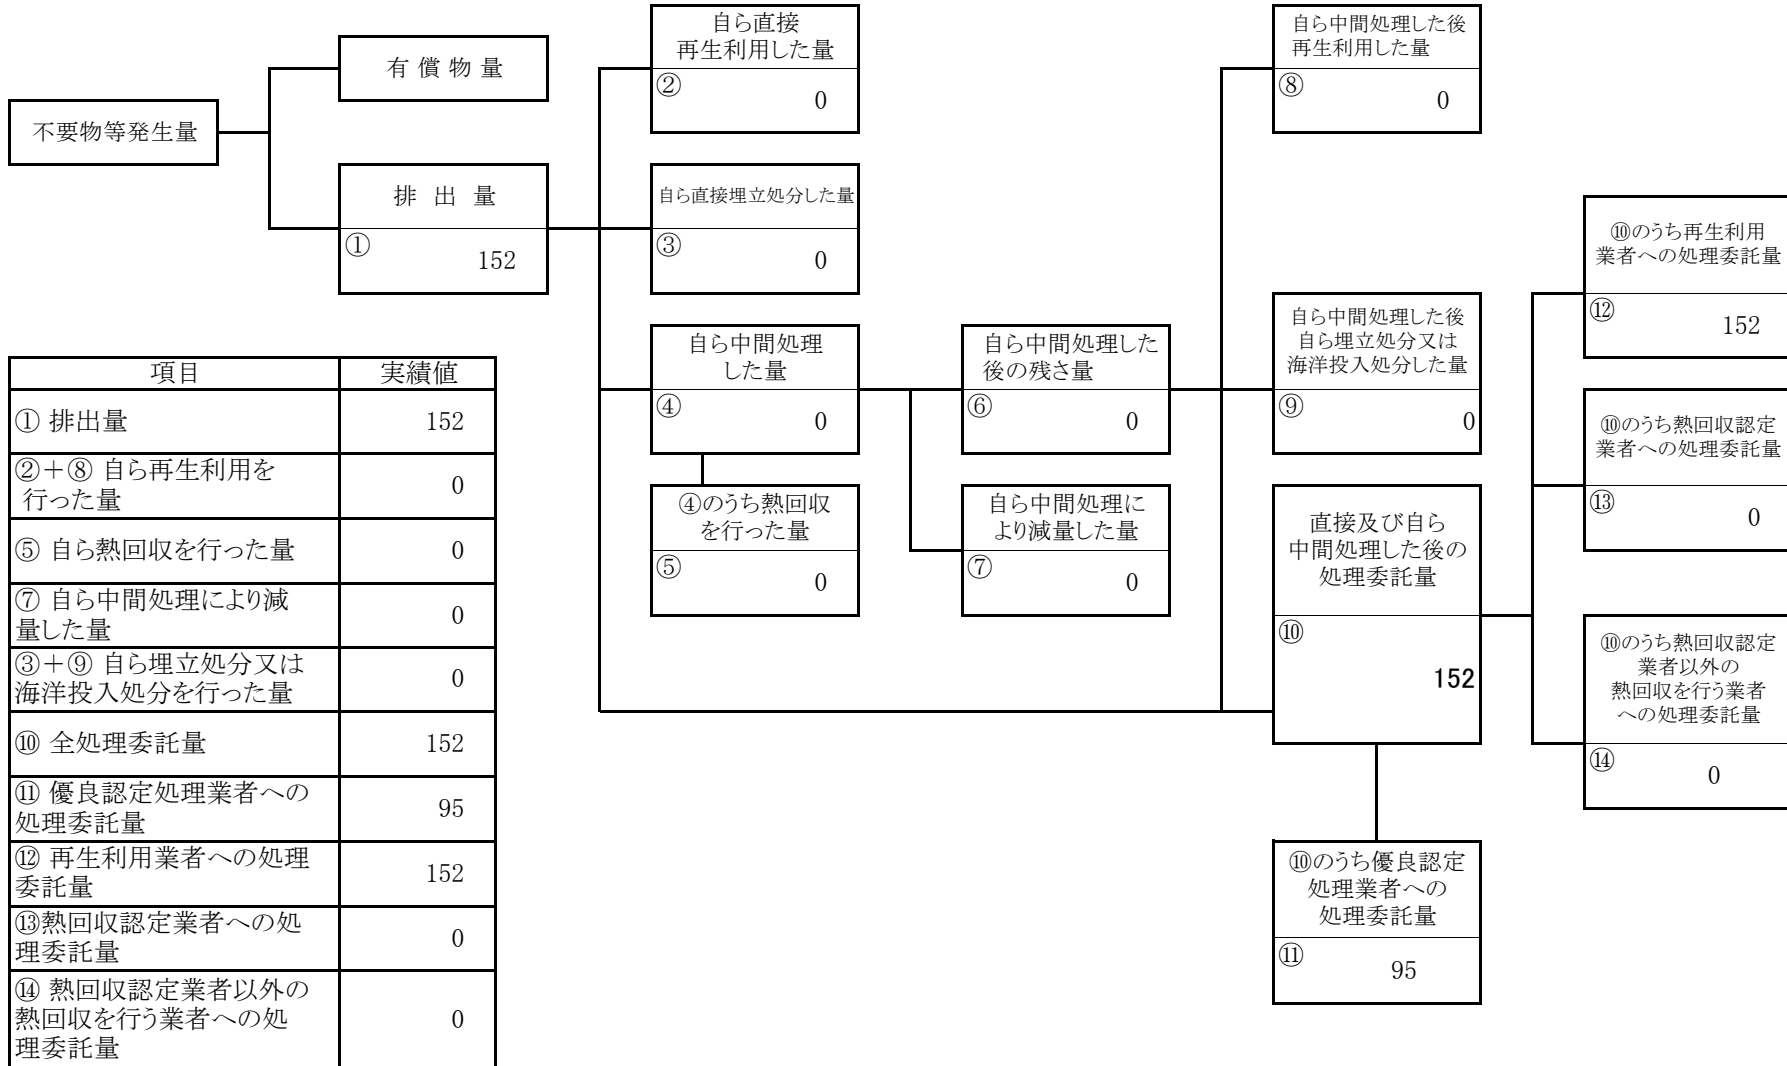 不要物等発生量
有 償 物 量
排 出 量
①
152
自ら直接
再生利用した量
②
0
自ら直接埋立処分した量
③
0
自ら中間処理
した量
④
0
④のうち熱回収
を行った量
⑤
0
自ら中間処理した
後の残さ量
⑥
0
自ら中間処理に
より減量した量
⑦
0
自ら中間処理した後
再生利用した量
⑧
0
自ら中間処理した後
自ら埋立処分又は
海洋投入処分した量
⑨
0
直接及び自ら
中間処理した後の
処理委託量
⑩
152
⑩のうち優良認定
処理業者への
処理委託量
⑪
95
⑩のうち再生利用
業者への処理委託量
⑫
152
⑩のうち熱回収認定
業者への処理委託量
⑬
0
⑩のうち熱回収認定
業者以外の
熱回収を行う業者
への処理委託量
⑭
0
項目 実績値
① 排出量 152
②＋⑧ 自ら再生利用を
行った量 0
⑤ 自ら熱回収を行った量 0
⑦ 自ら中間処理により減
量した量 0
③＋⑨ 自ら埋立処分又は
海洋投入処分を行った量 0
⑩ 全処理委託量 152
⑪ 優良認定処理業者への
処理委託量 95
⑫ 再生利用業者への処理
委託量 152
⑬熱回収認定業者への処
理委託量 0
⑭ 熱回収認定業者以外の
熱回収を行う業者への処
理委託量 0